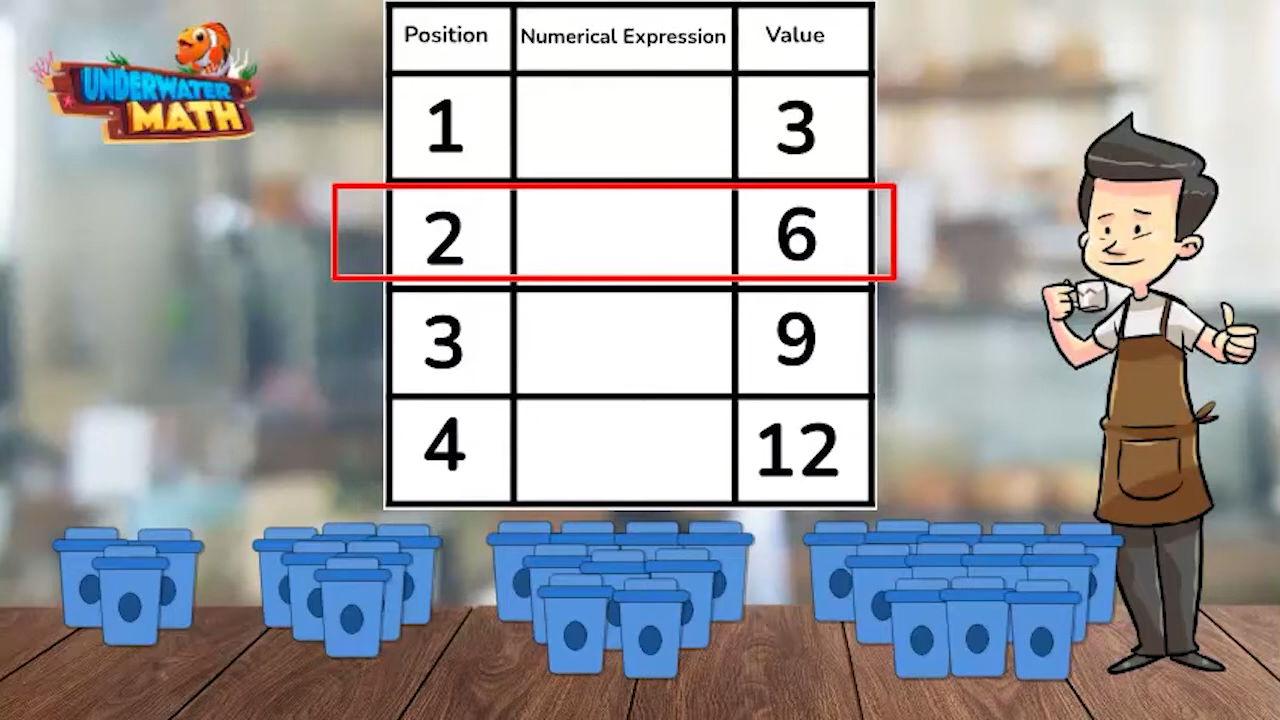 UNDERWATER
MATH
Position Numerical Expression Value
1 3
2 6
3 9
4 12